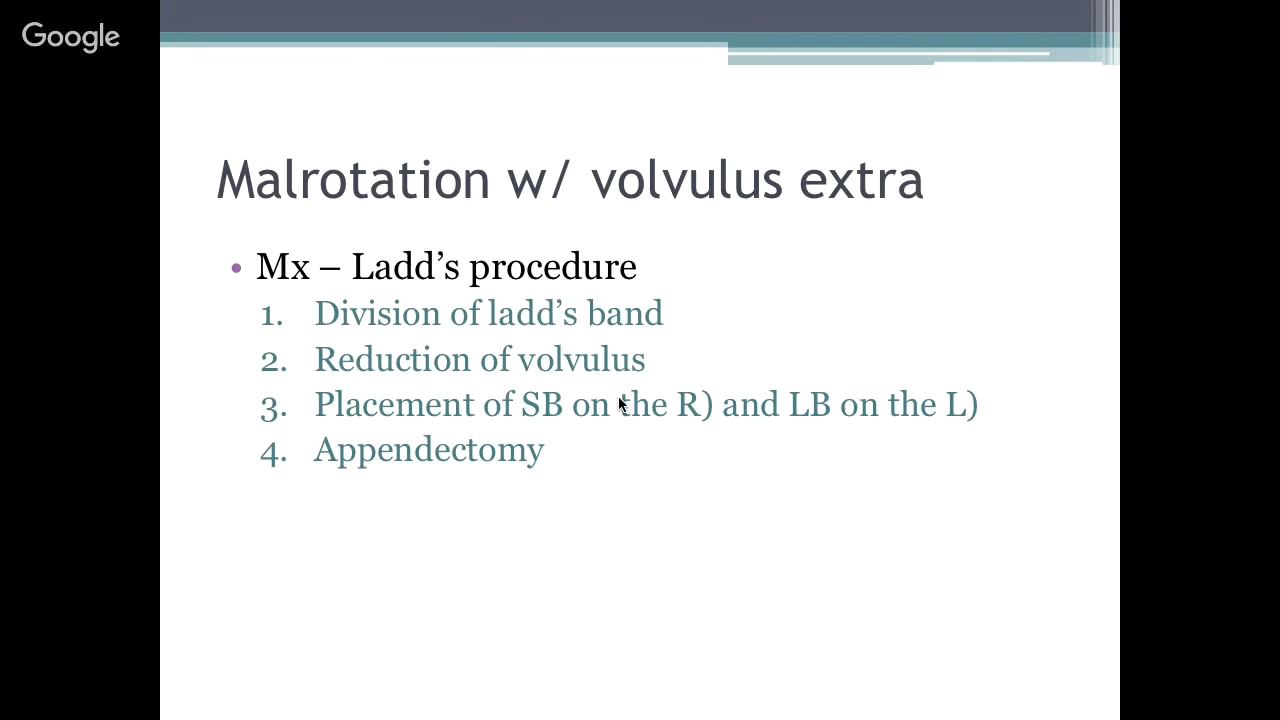 Google
Malrotation w/ volvulus extra
• Mx – Ladd’s procedure
1. Division of ladd’s band
2. Reduction of volvulus
3. Placement of SB on the R) and LB on the L)
4. Appendectomy